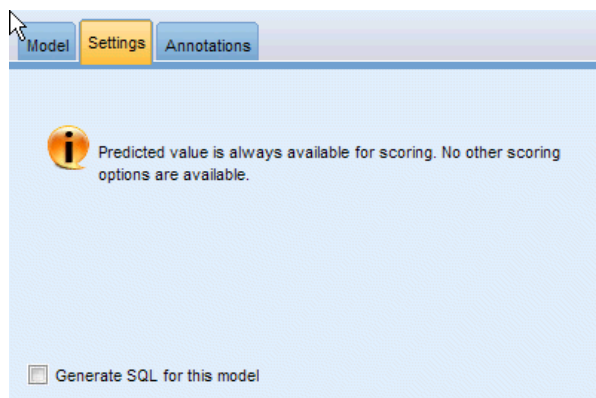 Model Settings Annotations
Predicted value is always available for scoring. No other scoring
options are available.
Generate SQL for this model